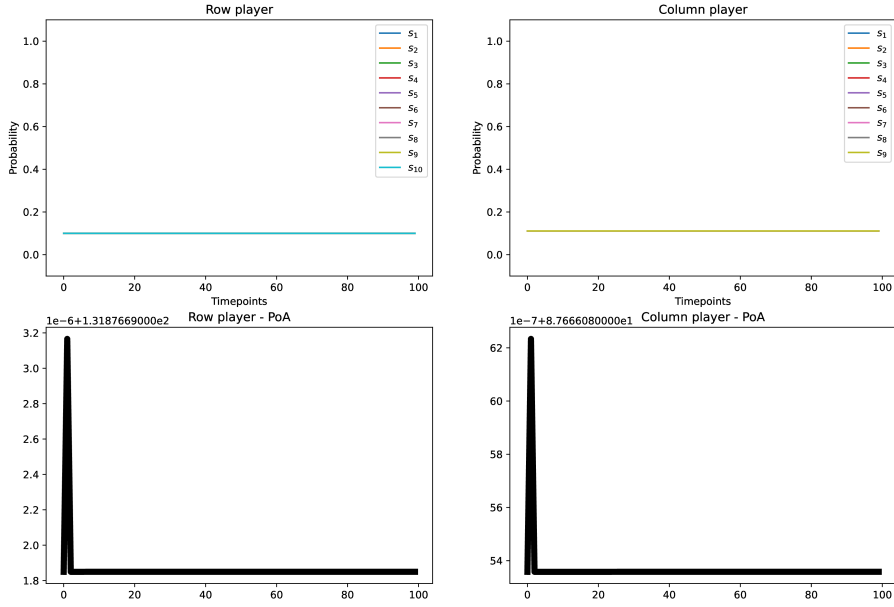 Row player
1.0
0.8
0.6
0.4
0.2
0.0
Probability
s1
s2
s3
s4
s5
s6
s7
s8
s9
s10
0 20 40 60 80 100
Timepoints
Column player
1.0
0.8
0.6
0.4
0.2
0.0
Probability
s1
s2
s3
s4
s5
s6
s7
s8
s9
0 20 40 60 80 100
Timepoints
1e-6+1.3187669000e2 Row player - PoA
3.2
3.0
2.8
2.6
2.4
2.2
2.0
1.8
0 20 40 60 80 100
1e-7+8.7666080000e1 Column player - PoA
62
60
58
56
54
0 20 40 60 80 100